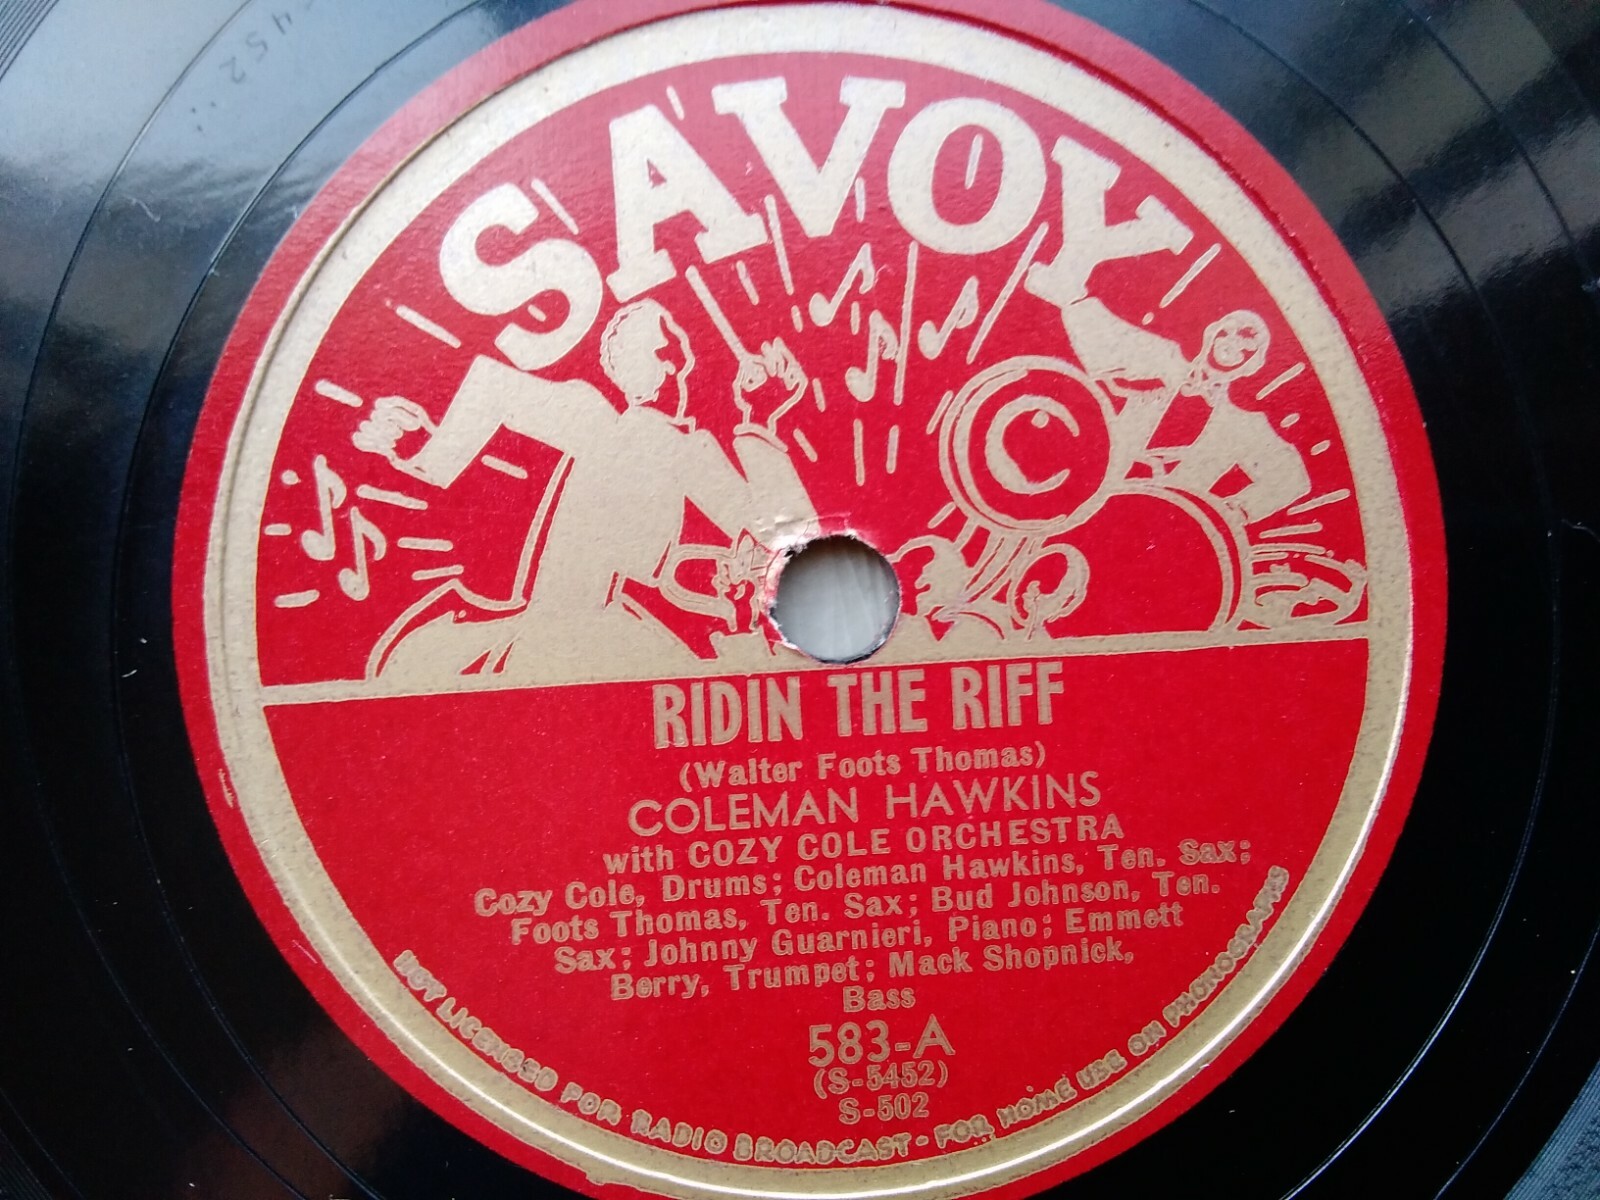 SAVOY
RIDIN THE RIFF
(Walter Foots Thomas)
COLEMAN HAWKINS
with COZY COLE ORCHESTRA
Cozy Cole, Drums; Coleman Hawkins, Ten. Sax;
Foots Thomas, Ten. Sax; Bud Johnson, Ten.
Sax; Johnny Guarnieri, Piano; Emmett
Berry, Trumpet; Mack Shopnick,
Bass
583-A
(S-5452)
S-502
NOT LICENSED FOR RADIO BROADCAST - FOR HOME USE ON PHONOGRAPHS